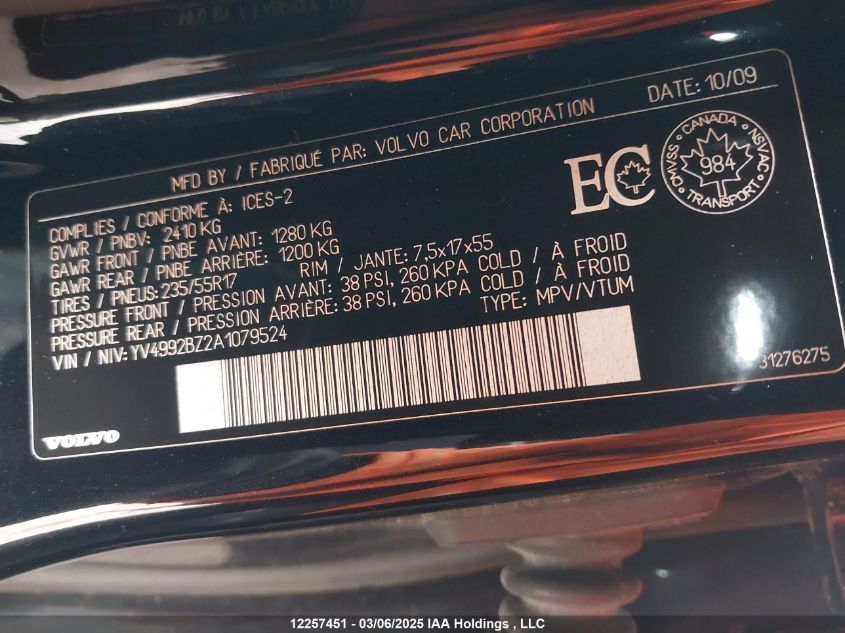 MFD BY / FABRIQUÉ PAR: VOLVO CAR CORPORATION DATE: 10/09
COMPLIES / CONFORME À: ICES-2
GVWR / PNBV: 2410 KG
GAWR FRONT / PNBE AVANT: 1280 KG
GAWR REAR / PNBE ARRIÈRE: 1200 KG
TIRES / PNEUS:235/55R17 RIM / JANTE: 7,5x17x55
PRESSURE FRONT / PRESSION AVANT: 38 PSI, 260 KPA COLD / À FROID
PRESSURE REAR / PRESSION ARRIÈRE: 38 PSI, 260 KPA COLD / À FROID
VIN / NIV: YV4992BZ2A1079524 TYPE: MPV/VTUM
EC
CANADA
CMVSS NSVAC
984
TRANSPORT
31276275
VOLVO
12257451 - 03/06/2025 IAA Holdings , LLC